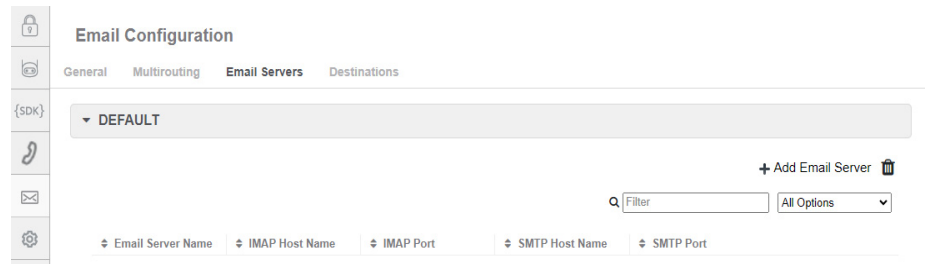 Email Configuration
General Multirouting Email Servers Destinations
{SDK}
DEFAULT
Add Email Server
Filter All Options
Email Server Name IMAP Host Name IMAP Port SMTP Host Name SMTP Port